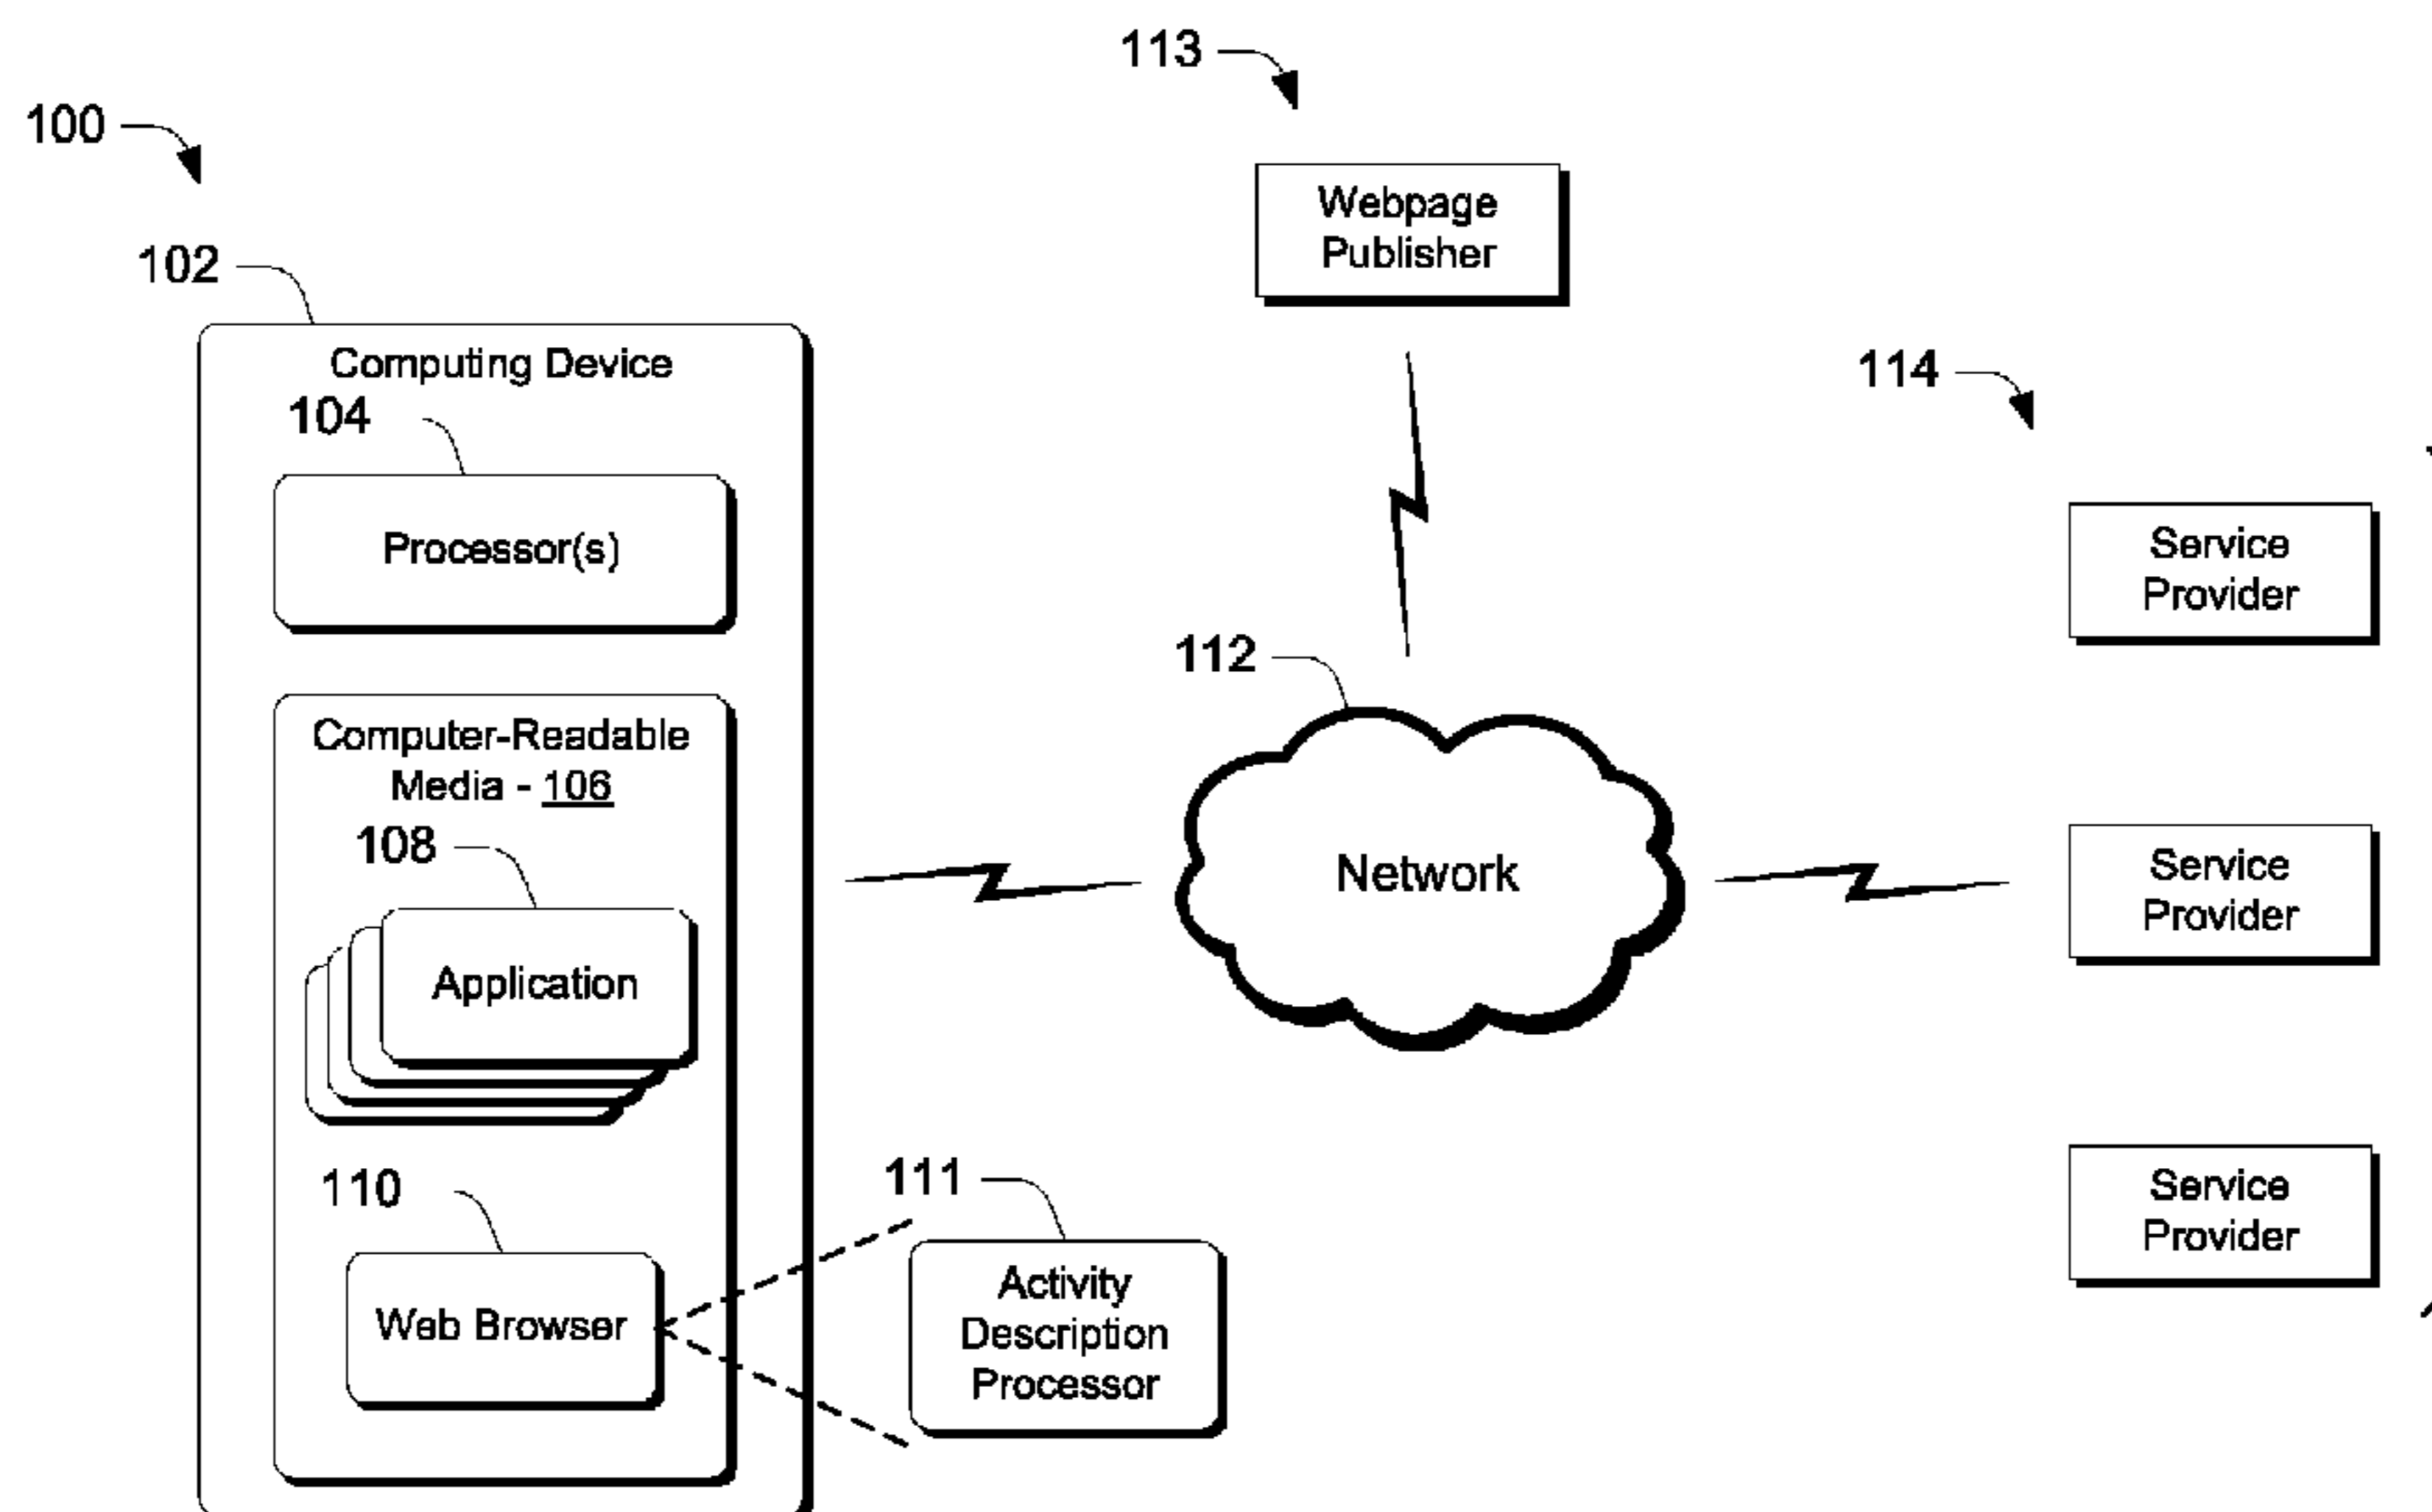 113
100
Webpage
Publisher
102
Computing Device
114
104
Processor(s)
Service
Provider
112
Computer-Readable
Media - 106
108
Network
Service
Provider
Application
111
110
Activity
Description
Processor
Web Browser
Service
Provider